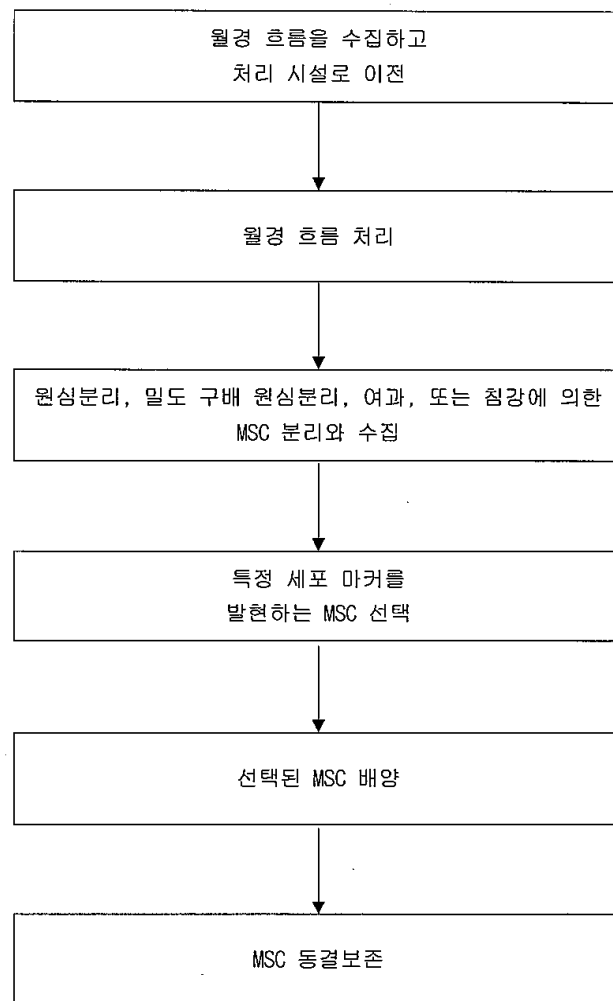 월경 흐름을 수집하고
처리 시설로 이전
월경 흐름 처리
원심분리, 밀도 구배 원심분리, 여과, 또는 침강에 의한
MSC 분리와 수집
특정 세포 마커를
발현하는 MSC 선택
선택된 MSC 배양
MSC 동결보존